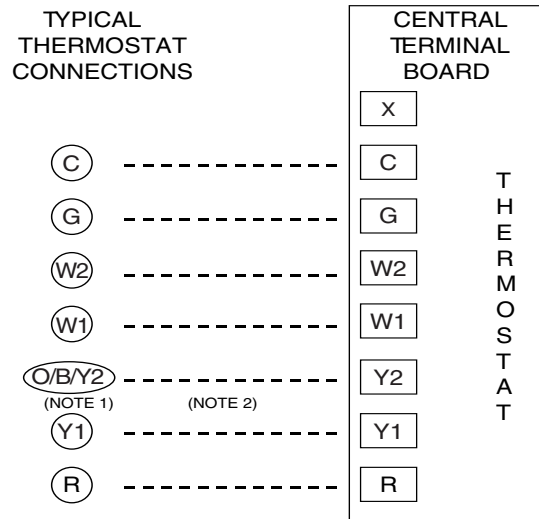 TYPICAL
THERMOSTAT
CONNECTIONS
CENTRAL
TERMINAL
BOARD
X
C C
G G
W2 W2
W1 W1
O/B/Y2 Y2
(NOTE 1) (NOTE 2)
Y1 Y1
R R
THERMOSTAT